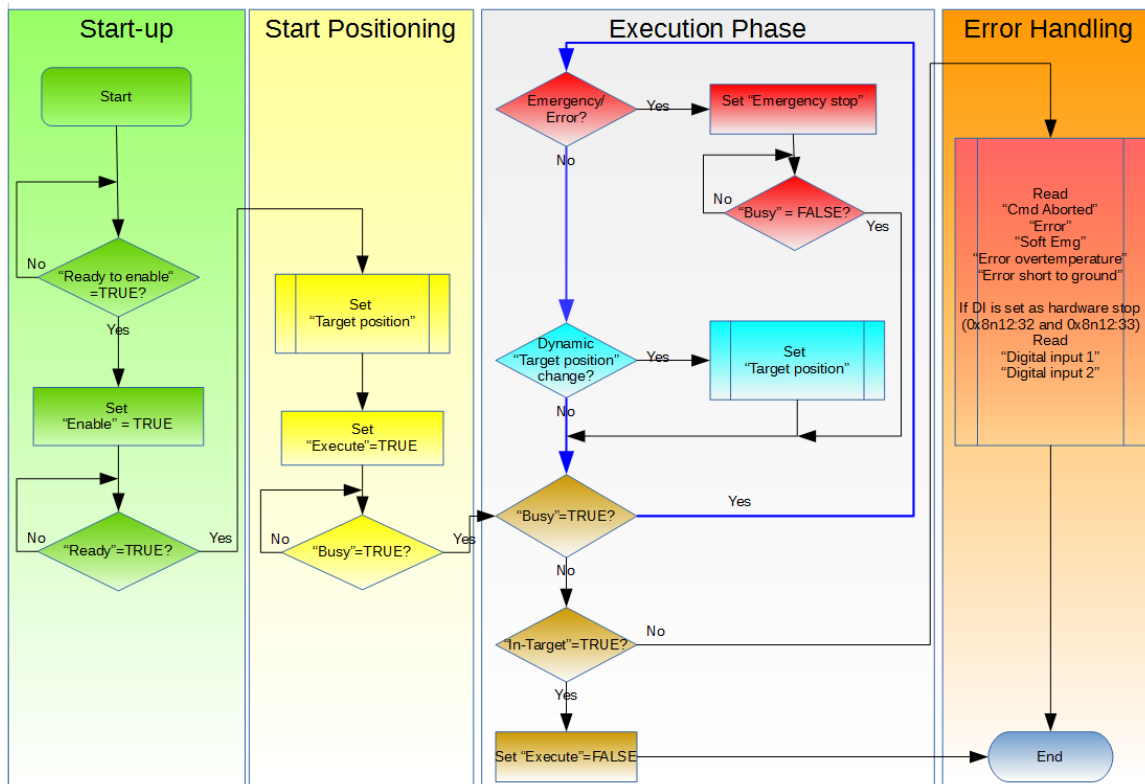 Start-up
Start
No
“Ready to enable“
=TRUE?
Yes
Set
“Enable” = TRUE
No
“Ready”=TRUE?
Yes
Start Positioning
Set
“Target position”
Set
“Execute”=TRUE
No
“Busy”=TRUE?
Yes
Execution Phase
Emergency/
Error?
Yes
Set “Emergency stop”
No
No
“Busy” = FALSE?
Yes
Dynamic
“Target position”
change?
Yes
Set
“Target position”
No
“Busy”=TRUE?
Yes
No
“In-Target”=TRUE?
No
Yes
Set “Execute”=FALSE
Error Handling
Read
“Cmd Aborted”
“Error”
“Soft Emg”
“Error overtemperature”
“Error short to ground”
If DI is set as hardware stop
(0x8n12:32 and 0x8n12:33)
Read
“Digital input 1”
“Digital input 2”
End